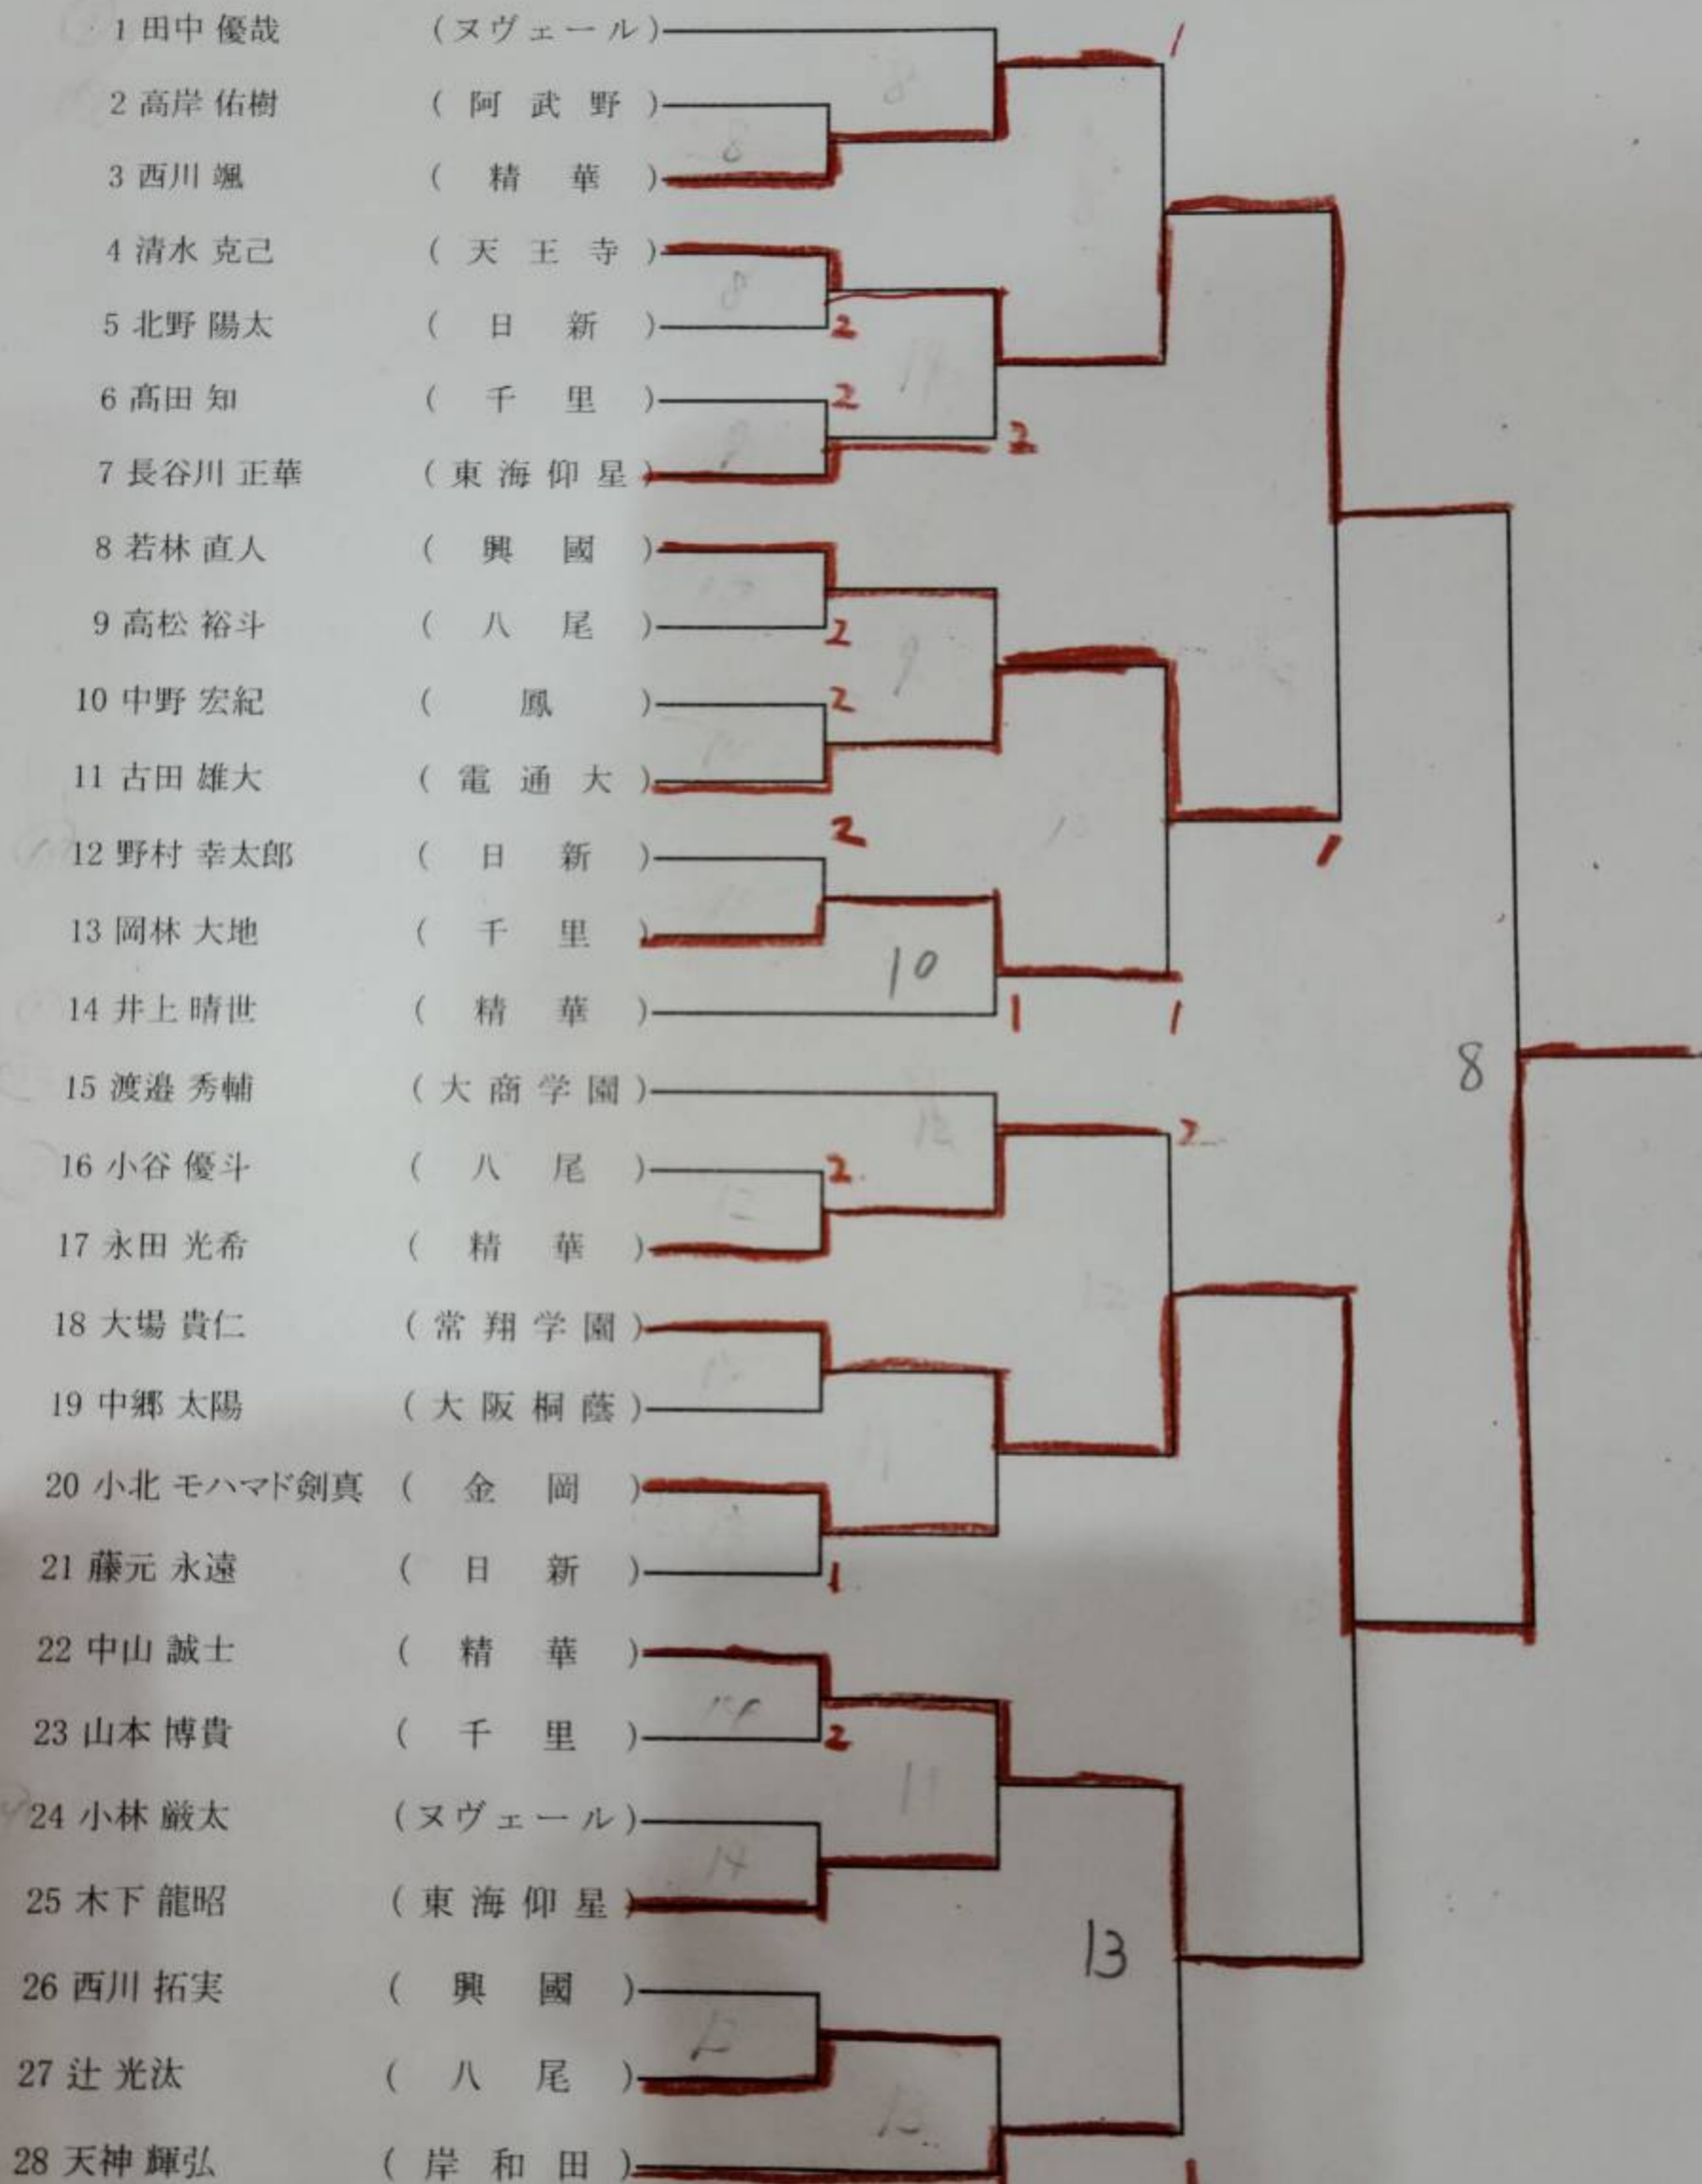 1 田中 優哉 (ヌヴェール) 1
8
2 高岸 佑樹 ( 阿 武 野 )
8
3 西川 颯 ( 精 華 )
4 清水 克己 ( 天 王 寺 )
8
5 北野 陽太 ( 日 新 ) 2
6 髙田 知 ( 千 里 ) 2
2
7 長谷川 正華 ( 東 海 仰 星 )
8 若林 直人 ( 興 國 )
9 高松 裕斗 ( 八 尾 ) 2
9
10 中野 宏紀 ( 鳳 ) 2
11 古田 雄大 ( 電 通 大 )
2
1
12 野村 幸太郎 ( 日 新 )
13 岡林 大地 ( 千 里 )
10
14 井上 晴世 ( 精 華 ) 1 1
8
15 渡邉 秀輔 ( 大 商 学 園 )
2
16 小谷 優斗 ( 八 尾 ) 2
17 永田 光希 ( 精 華 )
18 大場 貴仁 ( 常 翔 学 園 )
19 中郷 太陽 ( 大 阪 桐 蔭 )
20 小北 モハマド剣真 ( 金 岡 )
21 藤元 永遠 ( 日 新 ) 1
22 中山 誠士 ( 精 華 )
23 山本 博貴 ( 千 里 ) 2
11
24 小林 厳太 (ヌヴェール)
14
25 木下 龍昭 ( 東 海 仰 星 )
13
26 西川 拓実 ( 興 國 )
27 辻 光汰 ( 八 尾 )
28 天神 輝弘 ( 岸 和 田 )